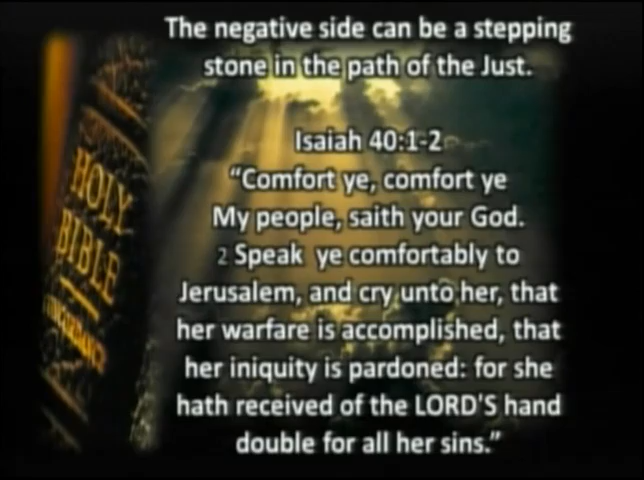 The negative side can be a stepping
stone in the path of the Just.
Isaiah 40:1-2
“Comfort ye, comfort ye
My people, saith your God.
2 Speak ye comfortably to
Jerusalem, and cry unto her, that
her warfare is accomplished, that
her iniquity is pardoned: for she
hath received of the LORD'S hand
double for all her sins.”
HOLY
BIBLE
CONCORDANCE